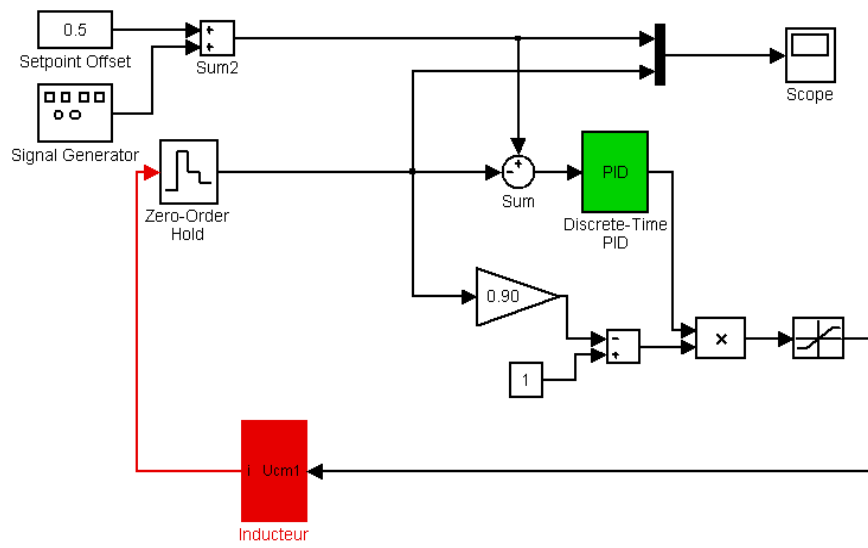 0.5
Setpoint Offset
+
+
Sum2
Scope
Signal Generator
Zero-Order
Hold
+
-
Sum
PID
Discrete-Time
PID
0.90
-
+
1
×
i Ucm1
Inducteur